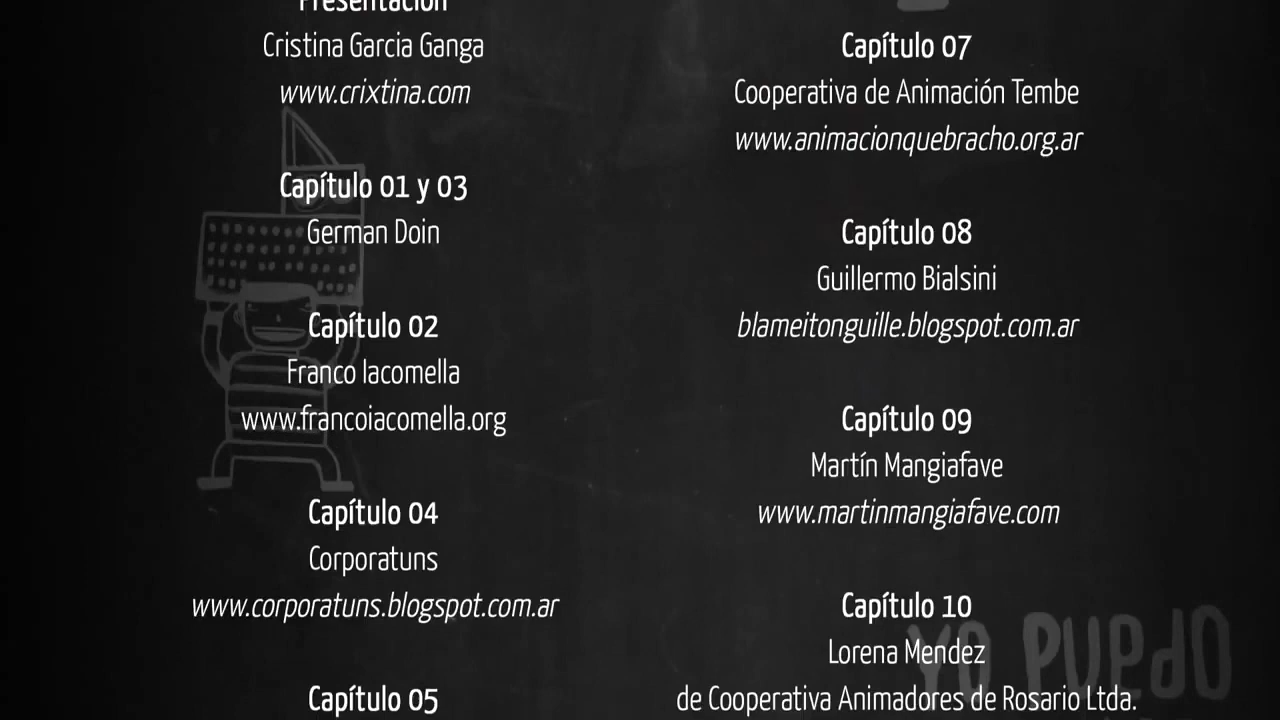 Presentación
Cristina Garcia Ganga
www.crixtina.com
Capítulo 01 y 03
German Doin
Capítulo 02
Franco Iacomella
www.francoiacomella.org
Capítulo 04
Corporatuns
www.corporatuns.blogspot.com.ar
Capítulo 05
Capítulo 07
Cooperativa de Animación Tembe
www.animacionquebracho.org.ar
Capítulo 08
Guillermo Bialsini
blameitonguille.blogspot.com.ar
Capítulo 09
Martín Mangiafave
www.martinmangiafave.com
Capítulo 10
Lorena Mendez
de Cooperativa Animadores de Rosario Ltda.
YO PUEdO